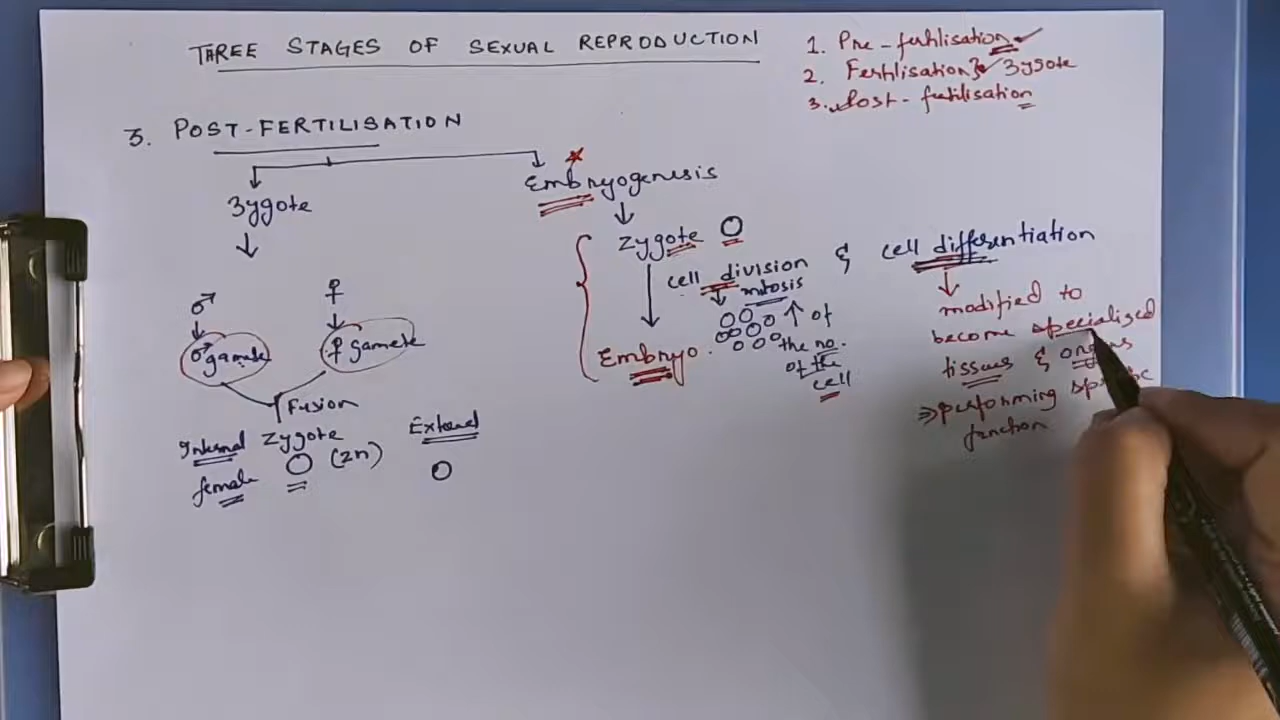 THREE STAGES OF SEXUAL REPRODUCTION
1. Pre-fertilisation ✓
2. Fertilisation ✓ Zygote
3. Post-fertilisation
3. POST-FERTILISATION
Zygote
♂ ♀
♂gamete ♀ gamete
Fusion
Internal Zygote External
female (2n)
Embryogenesis
Zygote
cell division & cell differentiation
mitosis
↑ of
the no.
of the
cell
Embryo
modified to
become specialized
tissues & organs
⇒ performing
function